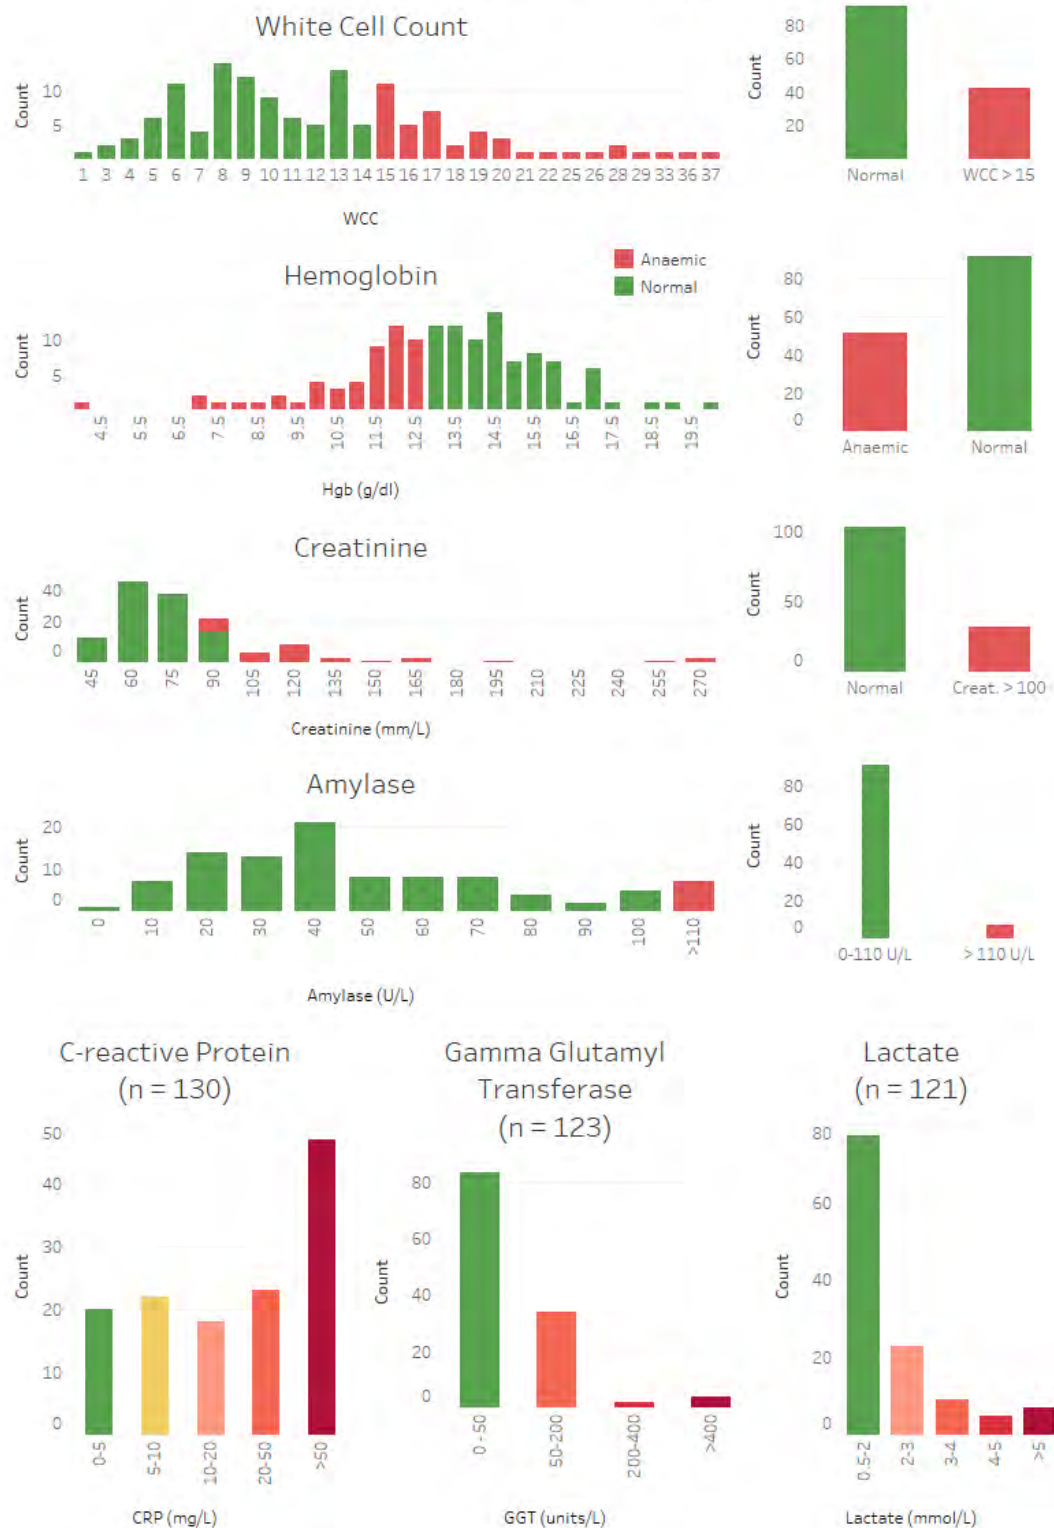 White Cell Count
Count
10
5
1 3 4 5 6 7 8 9 10 11 12 13 14 15 16 17 18 19 20 21 22 25 26 28 29 33 36 37
WCC
Count
80
60
40
20
Normal WCC > 15
Hemoglobin
Anaemic
Normal
Count
10
5
4.5 5.5 6.5 7.5 8.5 9.5 10.5 11.5 12.5 13.5 14.5 15.5 16.5 17.5 18.5 19.5
Hgb (g/dl)
Count
80
60
40
20
0
Anaemic Normal
Creatinine
Count
40
20
0
45 60 75 90 105 120 135 150 165 180 195 210 225 240 255 270
Creatinine (mm/L)
Count
100
50
0
Normal Creat. > 100
Amylase
Count
20
10
0
0 10 20 30 40 50 60 70 80 90 100 >110
Amylase (U/L)
Count
80
60
40
20
0
0-110 U/L > 110 U/L
C-reactive Protein
(n = 130)
Count
50
40
30
20
10
0
0-5 5-10 10-20 20-50 >50
CRP (mg/L)
Gamma Glutamyl
Transferase
(n = 123)
Count
80
60
40
20
0
0 - 50 50-200 200-400 >400
GGT (units/L)
Lactate
(n = 121)
Count
80
60
40
20
0
0.5-2 2-3 3-4 4-5 >5
Lactate (mmol/L)